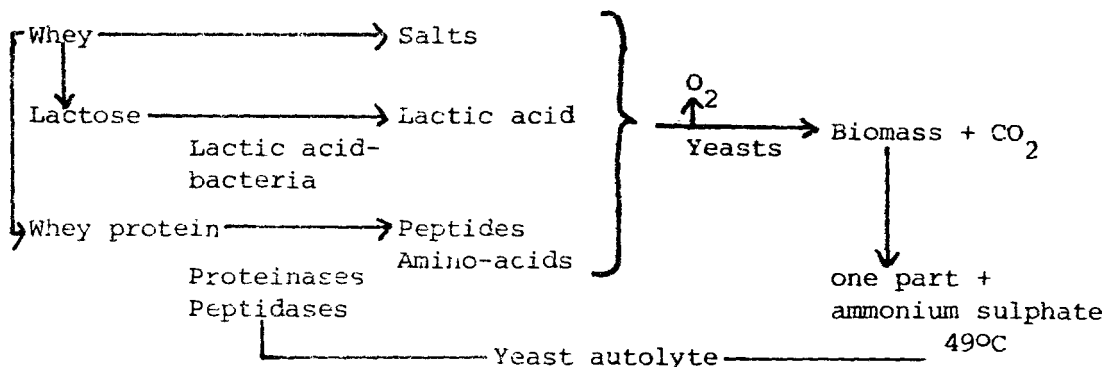 Whey Salts
O2
Lactose Lactic acid
Yeasts
Biomass + CO2
Lactic acid-
bacteria
Whey protein Peptides
Amino-acids
Proteinases
Peptidases
one part +
ammonium sulphate
49ºC
Yeast autolyte